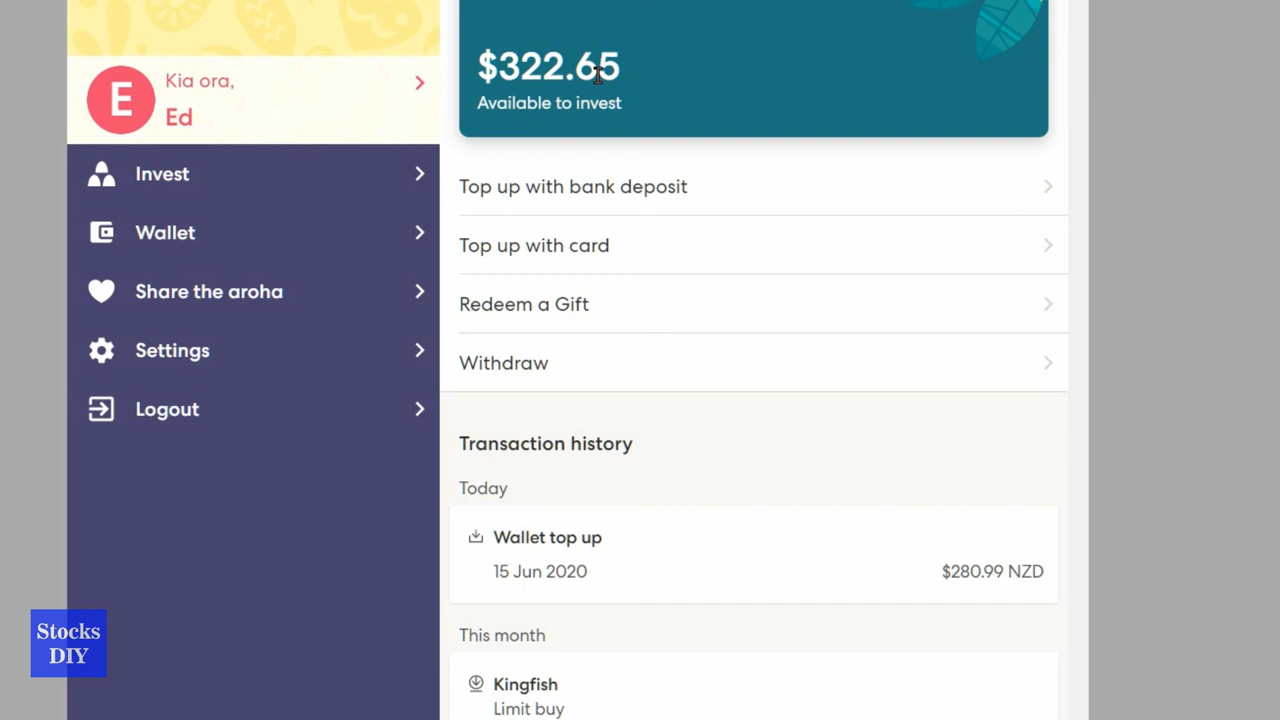 E
Kia ora,
Ed
Invest
Wallet
Share the aroha
Settings
Logout
$322.65
Available to invest
Top up with bank deposit
Top up with card
Redeem a Gift
Withdraw
Transaction history
Today
Wallet top up
15 Jun 2020 $280.99 NZD
This month
Kingfish
Limit buy
Stocks
DIY